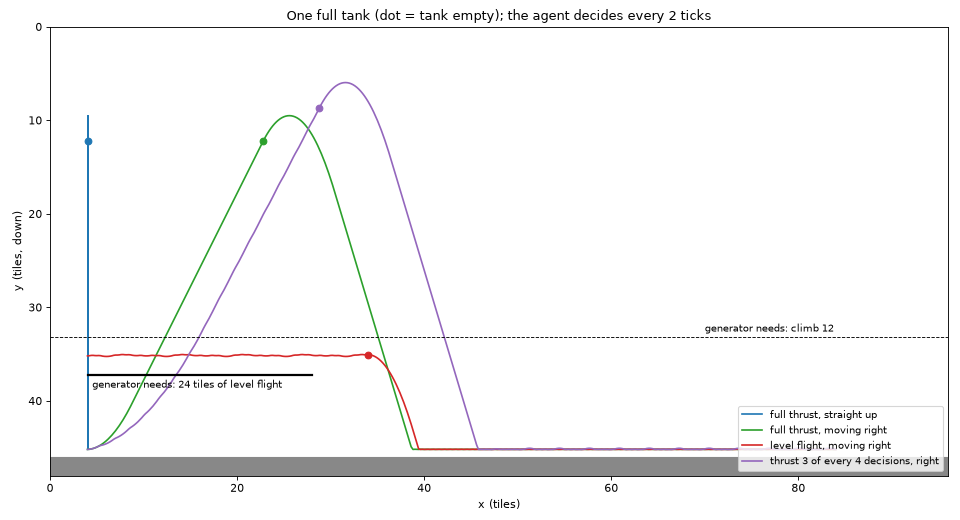 One full tank (dot = tank empty); the agent decides every 2 ticks
y (tiles, down)
0
10
20
30
40
generator needs: climb 12
generator needs: 24 tiles of level flight
full thrust, straight up
full thrust, moving right
level flight, moving right
thrust 3 of every 4 decisions, right
0 20 40 60 80
x (tiles)